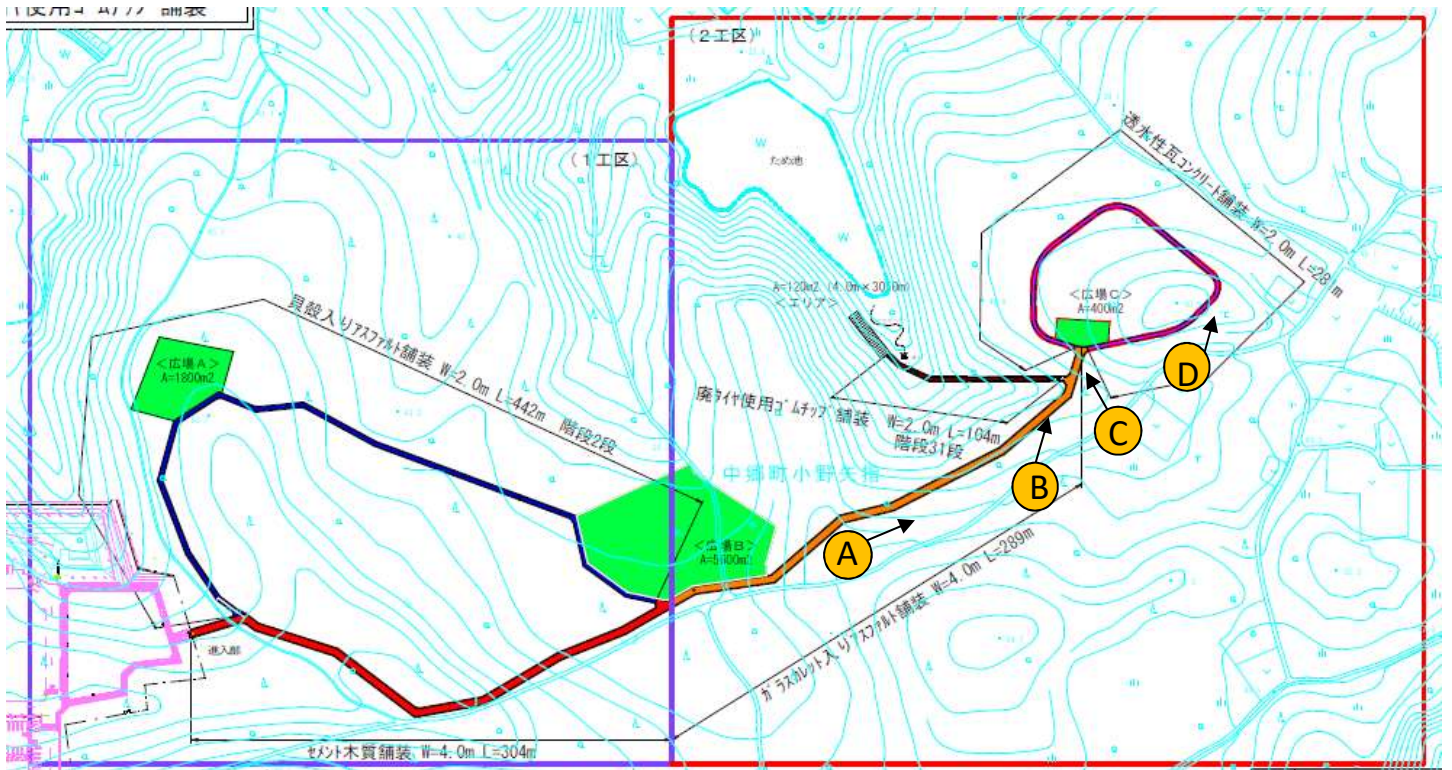 (2工区)
(1工区)
ため池
透水性瓦コンクリート舗装 W=2.0m L=28 m
<広場C>
A=400m2
<エリア>
貝殻入りアスファルト舗装 W=2.0m L=442m 階段2段
<広場A>
A=1800m2
廃タイヤ使用ゴムチップ舗装 W=2.0m L=104m
階段31段
中郷町小野矢指
<広場B>
A
B
C
D
ガラスカレット入りアスファルト舗装 W=4.0m L=289m
進入部
セメント木質舗装 W=4.0m L=304m